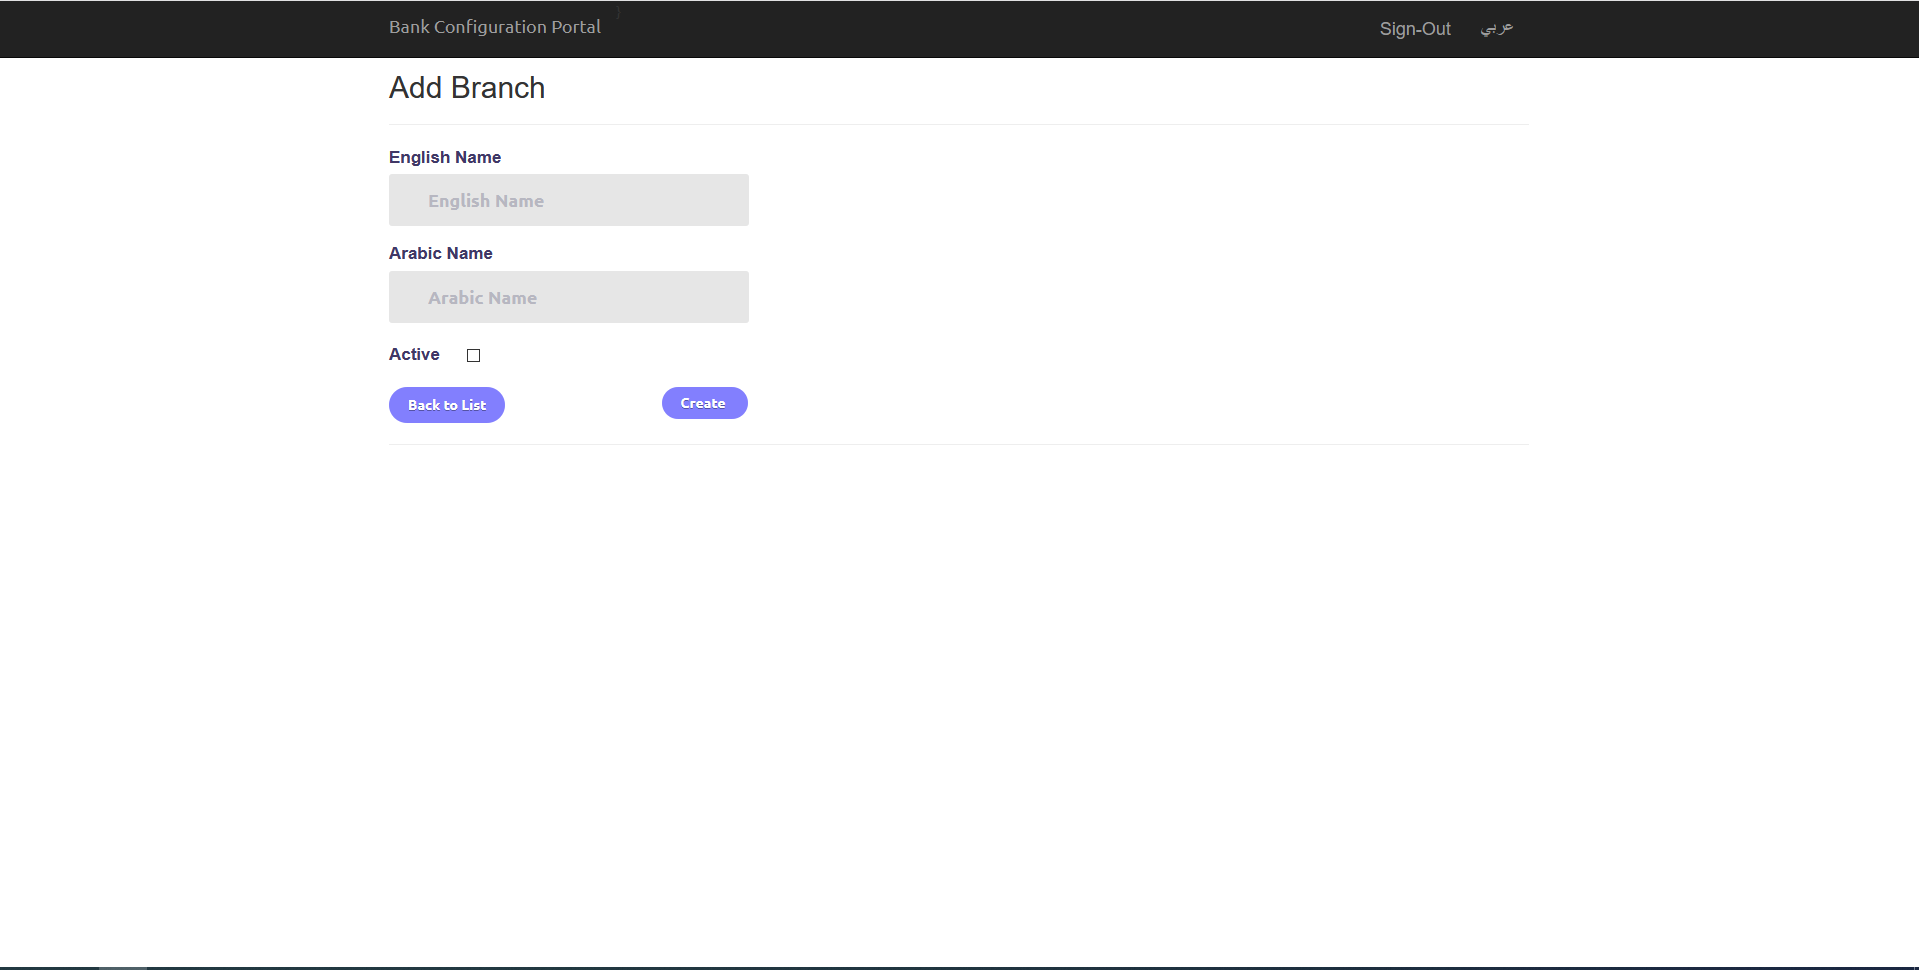 Bank Configuration Portal
Sign-Out عربي
Add Branch
English Name
English Name
Arabic Name
Arabic Name
Active
Back to List Create